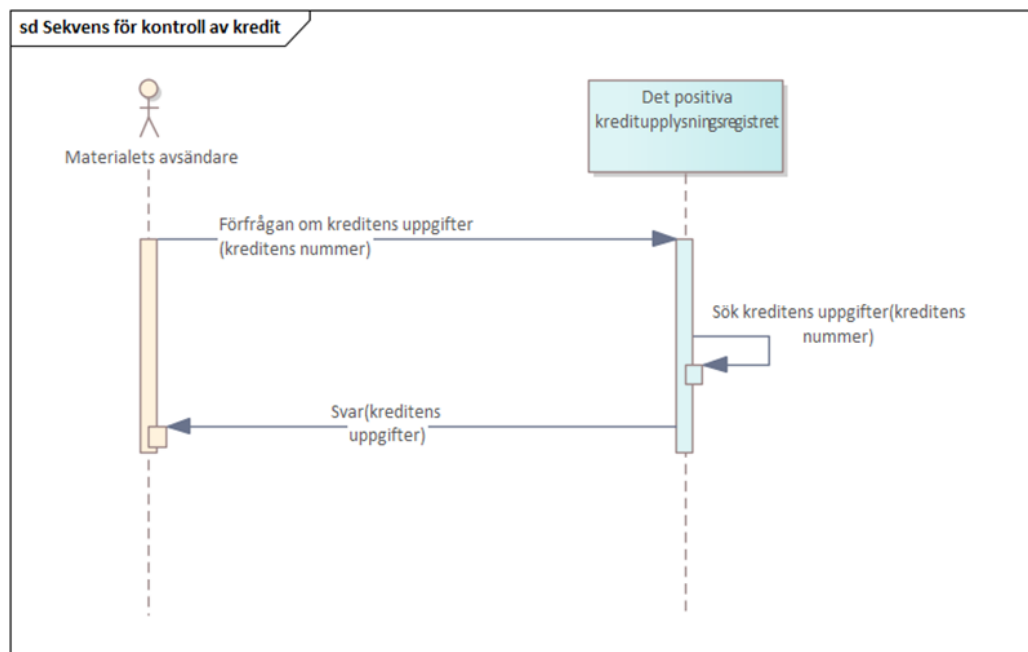 sd Sekvens för kontroll av kredit
Materialets avsändare
Det positiva
kreditupplysningsregistret
Förfrågan om kreditens uppgifter
(kreditens nummer)
Sök kreditens uppgifter(kreditens
nummer)
Svar(kreditens
uppgifter)